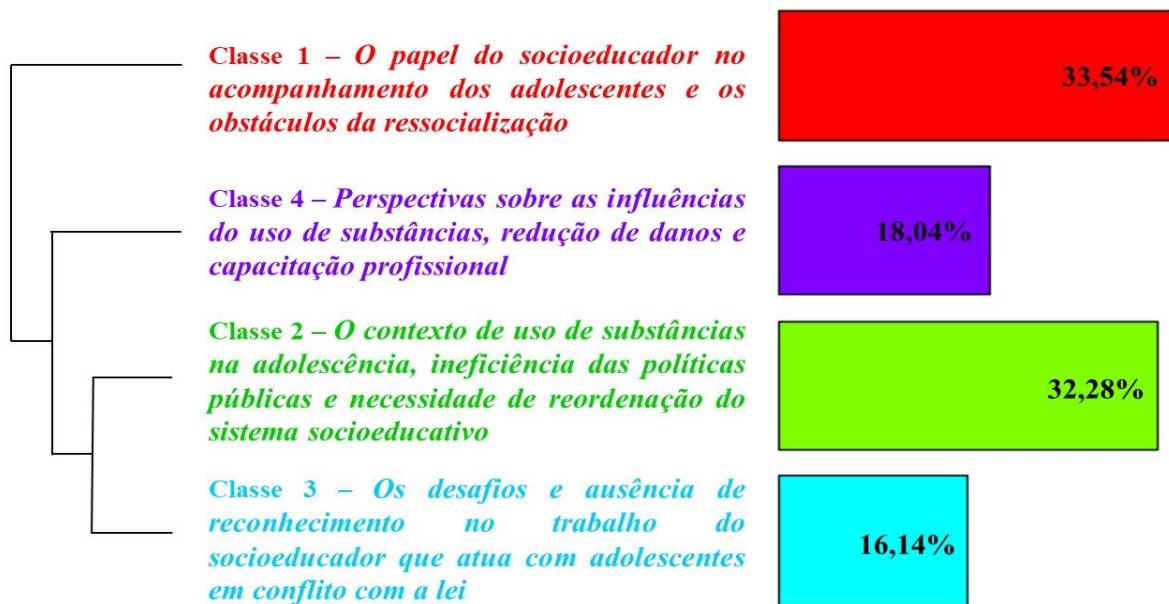 Classe 1 – O papel do socioeducador no
acompanhamento dos adolescentes e os
obstáculos da ressocialização
33,54%
Classe 4 – Perspectivas sobre as influências
do uso de substâncias, redução de danos e
capacitação profissional
18,04%
Classe 2 – O contexto de uso de substâncias
na adolescência, ineficiência das políticas
públicas e necessidade de reordenação do
sistema socioeducativo
32,28%
Classe 3 – Os desafios e ausência de
reconhecimento no trabalho do
socioeducador que atua com adolescentes
em conflito com a lei
16,14%